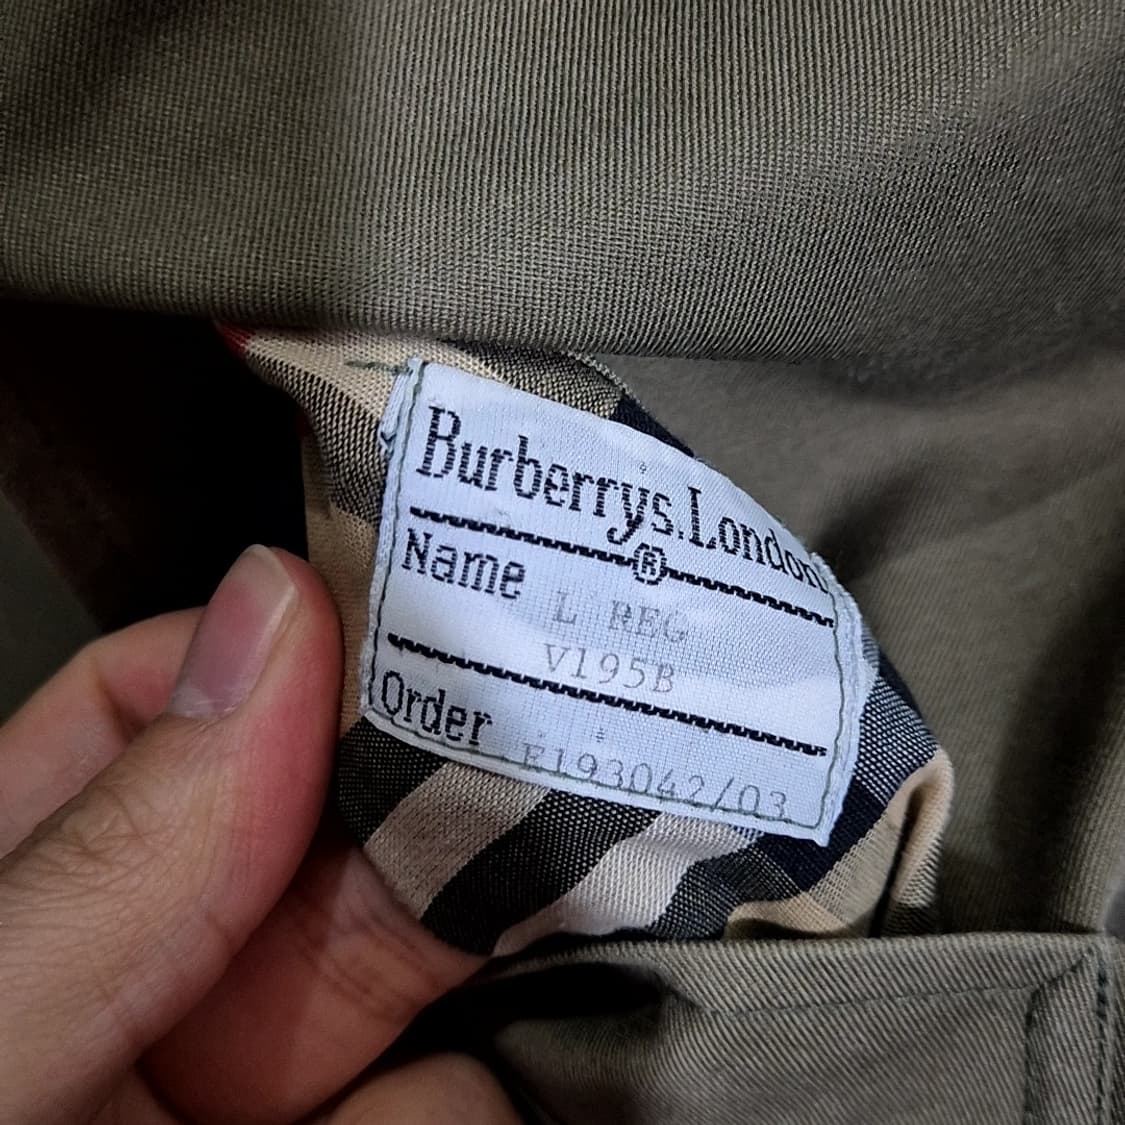 Burberrys.London
®
Name
L REG
V195B
Order
E193042/03